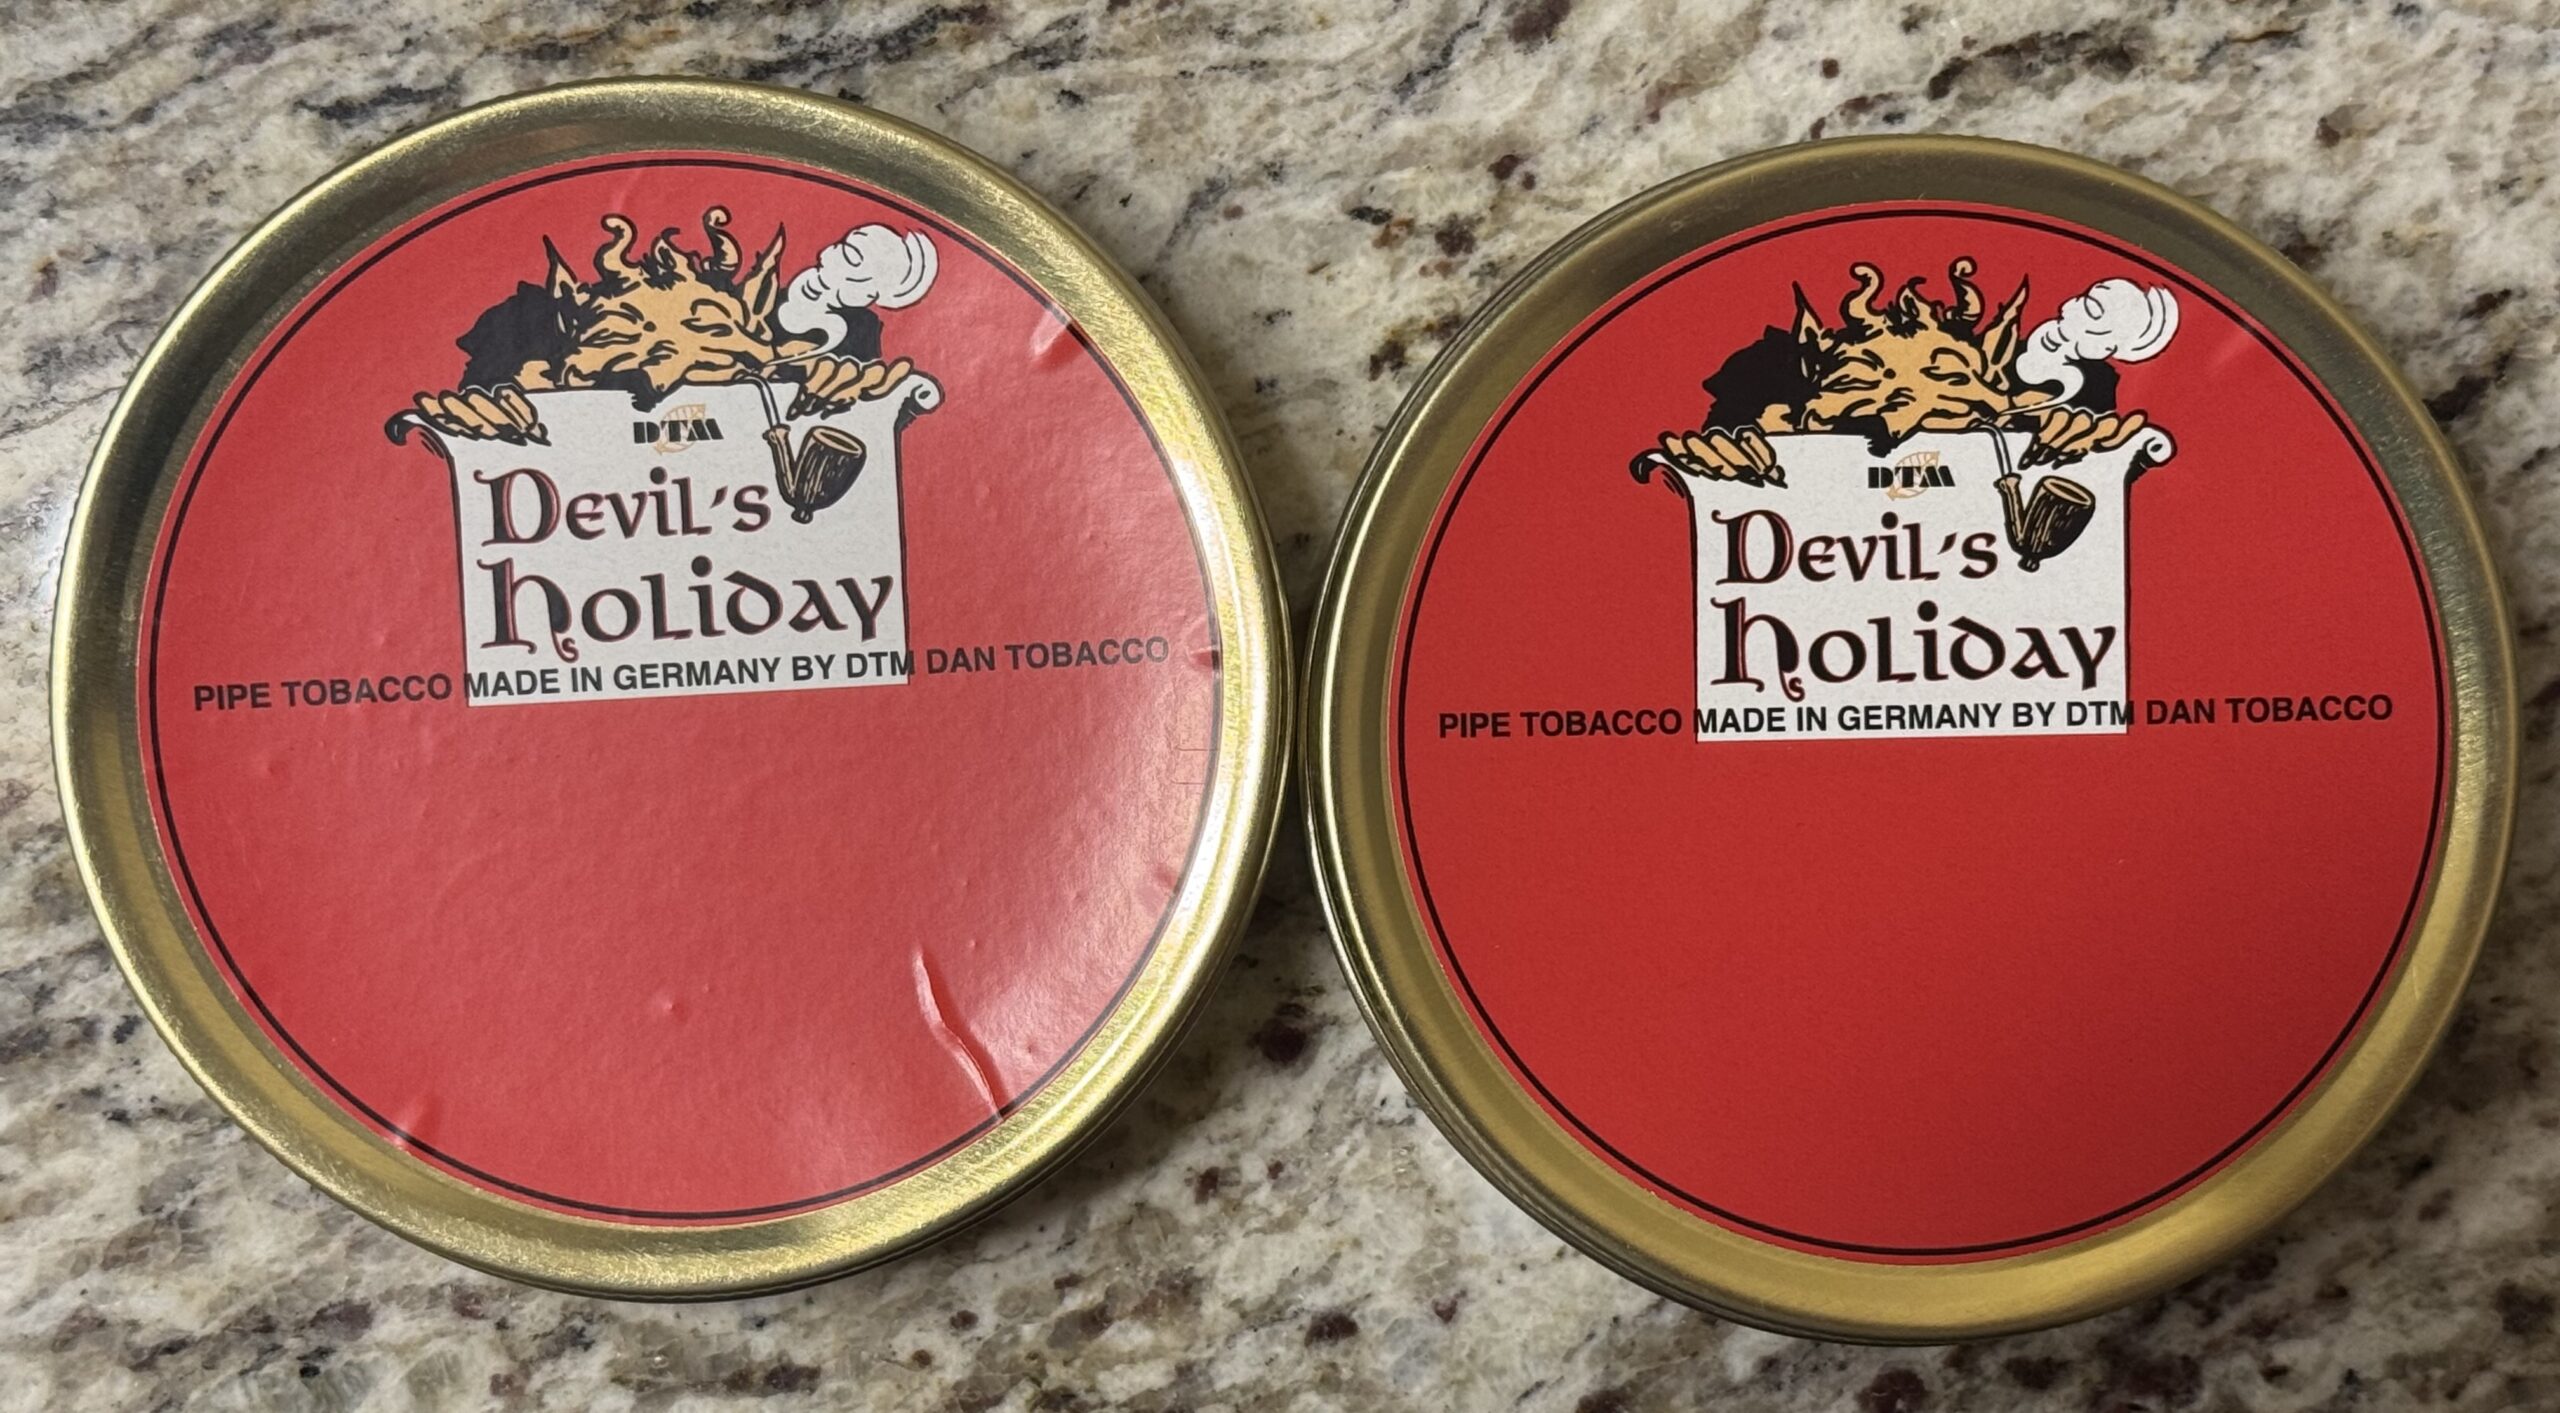 DTM
Devil's
Holiday
PIPE TOBACCO MADE IN GERMANY BY DTM DAN TOBACCO
DTM
Devil's
Holiday
PIPE TOBACCO MADE IN GERMANY BY DTM DAN TOBACCO